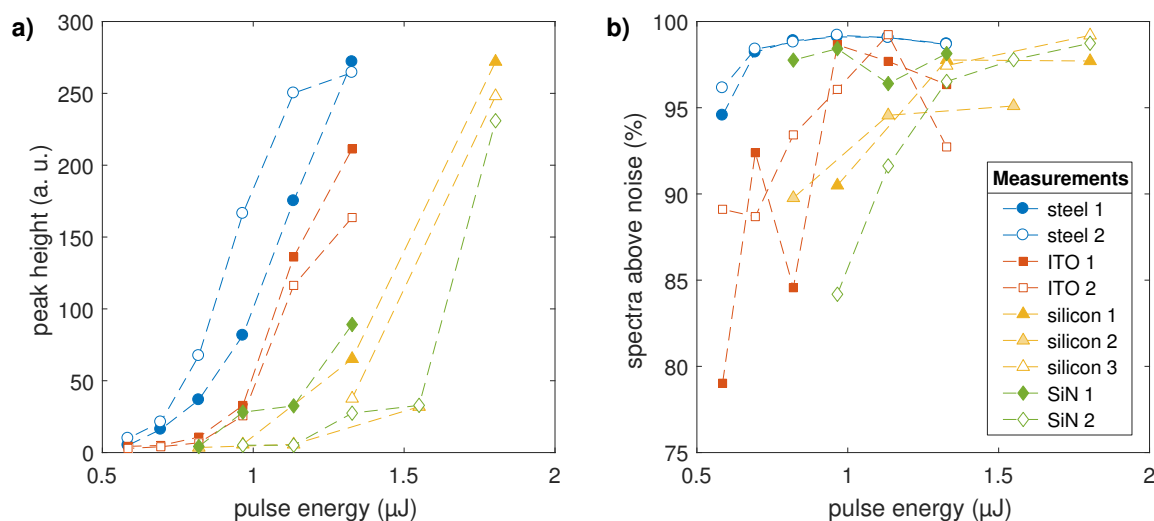 a)
300
250
200
150
100
50
0
peak height (a. u.)
0.5 1 1.5 2
pulse energy (μJ)
b)
100
95
90
85
80
75
spectra above noise (%)
0.5 1 1.5 2
pulse energy (μJ)
Measurements
steel 1
steel 2
ITO 1
ITO 2
silicon 1
silicon 2
silicon 3
SiN 1
SiN 2